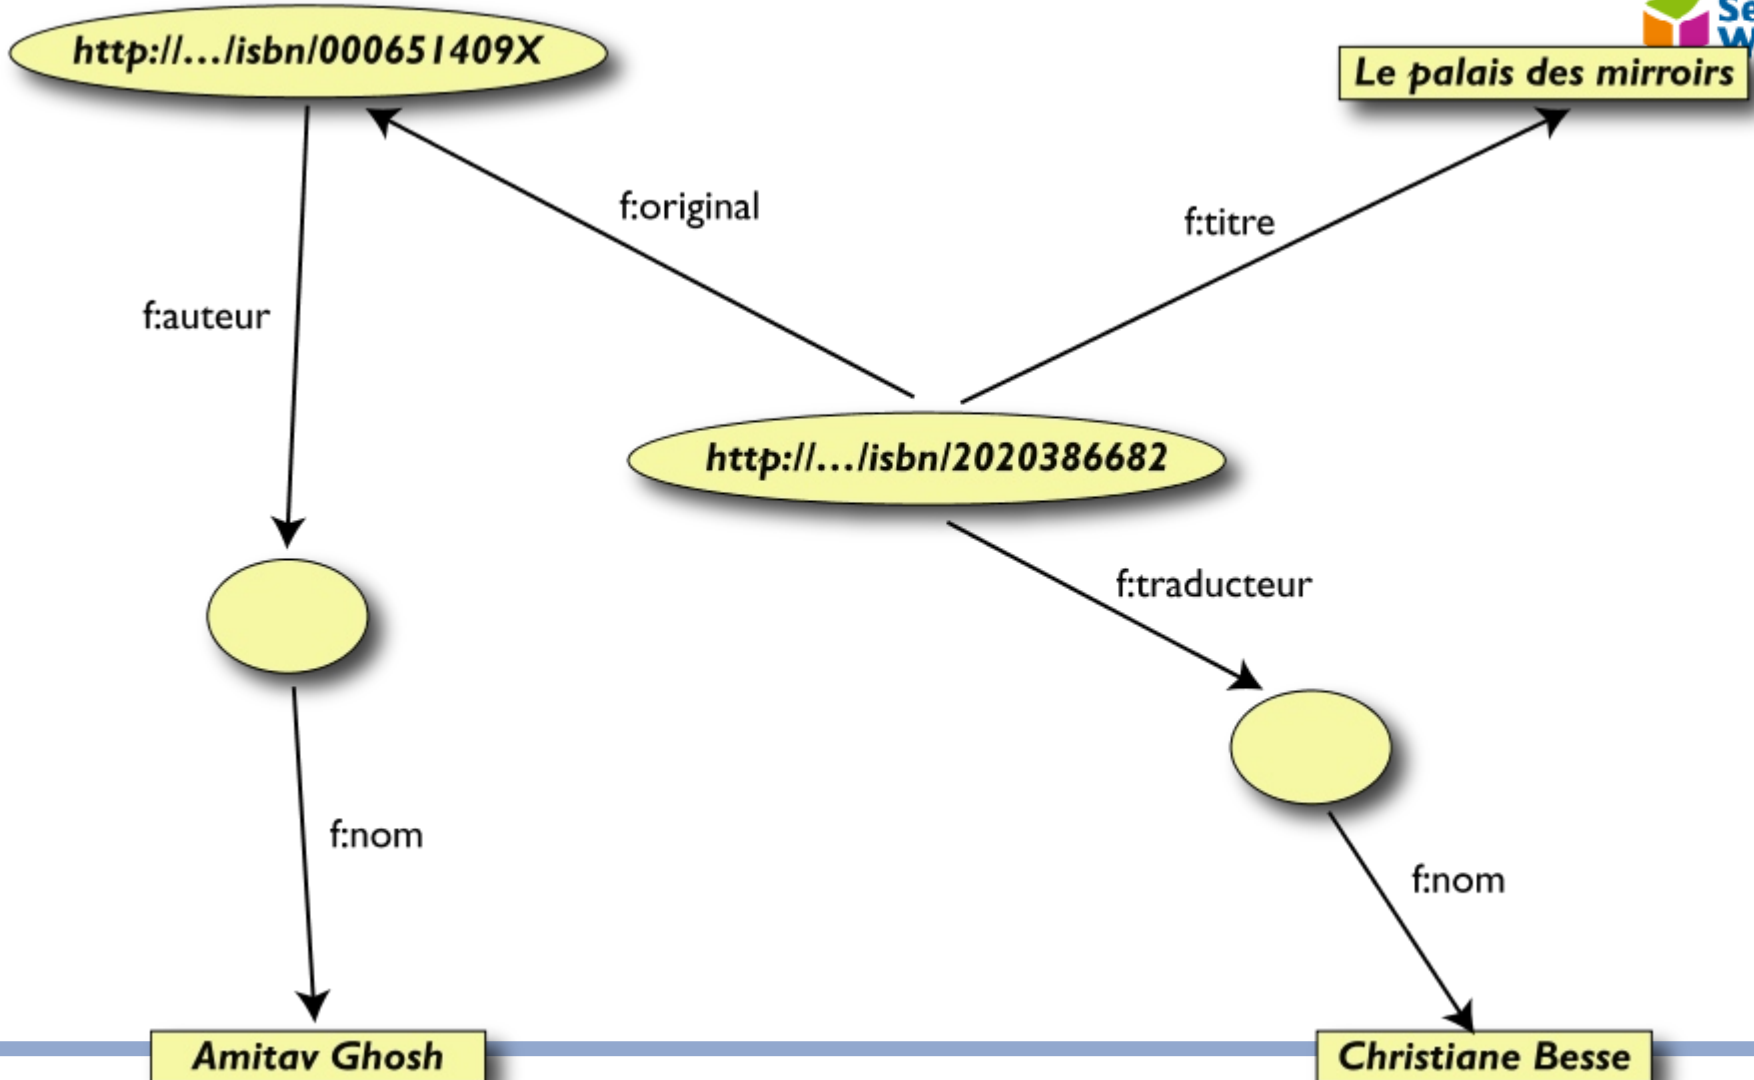 Se
W
http://.../isbn/000651409X
Le palais des mirroirs
f:original
f:titre
f:auteur
http://.../isbn/2020386682
f:traducteur
f:nom
f:nom
Amitav Ghosh
Christiane Besse